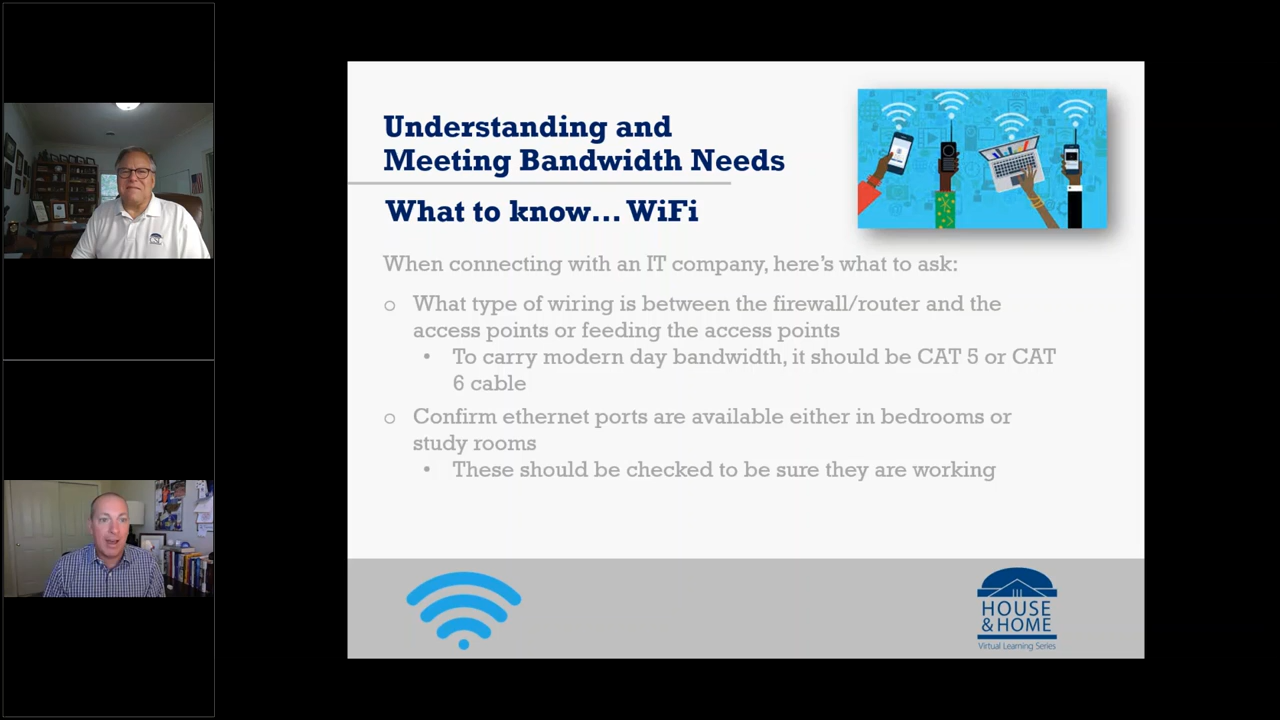 Understanding and
Meeting Bandwidth Needs
What to know... WiFi
When connecting with an IT company, here's what to ask:
o What type of wiring is between the firewall/router and the
access points or feeding the access points
• To carry modern day bandwidth, it should be CAT 5 or CAT
6 cable
o Confirm ethernet ports are available either in bedrooms or
study rooms
• These should be checked to be sure they are working
HOUSE
& HOME
Virtual Learning Series